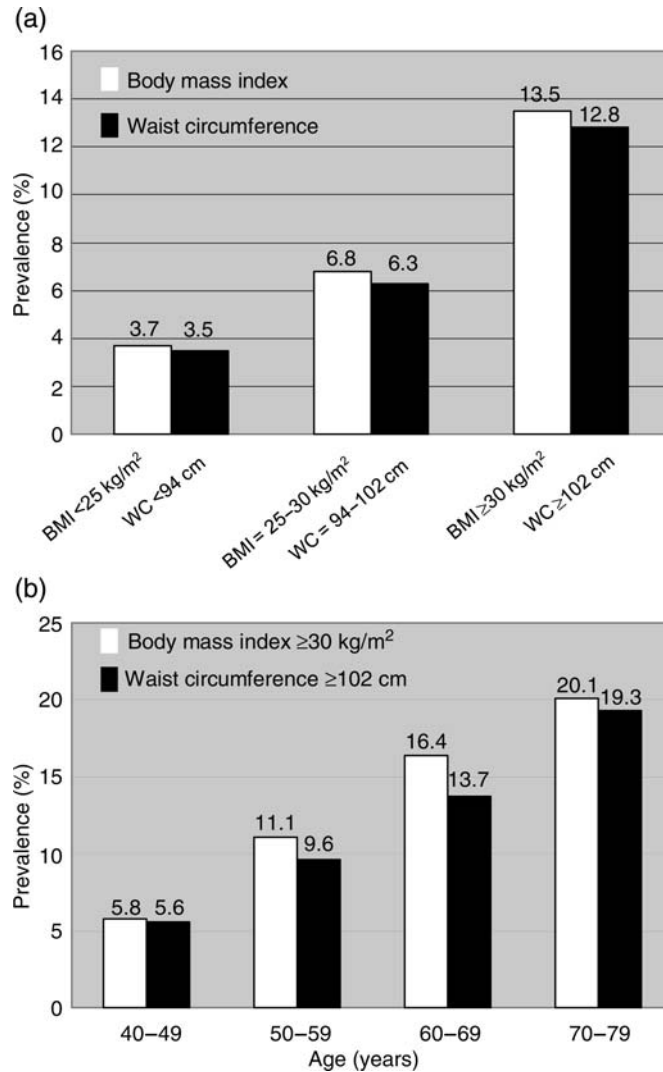 (a)
16
14
12
10
8
6
4
2
0
Prevalence (%)
Body mass index
Waist circumference
3.7 3.5
6.8 6.3
13.5 12.8
BMI <25 kg/m²
WC <94 cm
BMI = 25–30 kg/m²
WC = 94–102 cm
BMI ≥30 kg/m²
WC ≥102 cm
(b)
25
20
15
10
5
0
Prevalence (%)
Body mass index ≥30 kg/m²
Waist circumference ≥102 cm
5.8 5.6
11.1 9.6
16.4 13.7
20.1 19.3
40–49 50–59 60–69 70–79
Age (years)